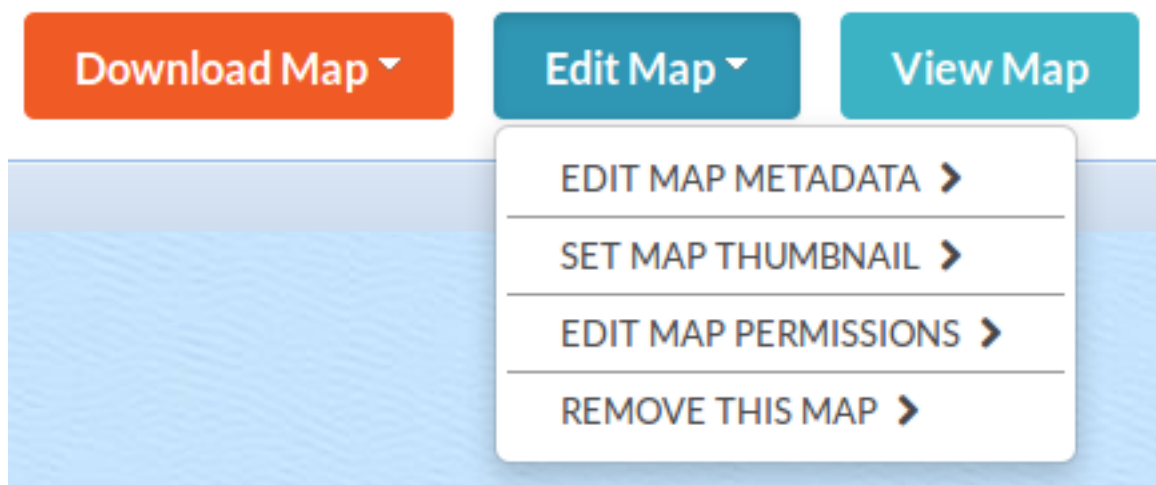 Download Map
Edit Map
View Map
EDIT MAP METADATA
SET MAP THUMBNAIL
EDIT MAP PERMISSIONS
REMOVE THIS MAP